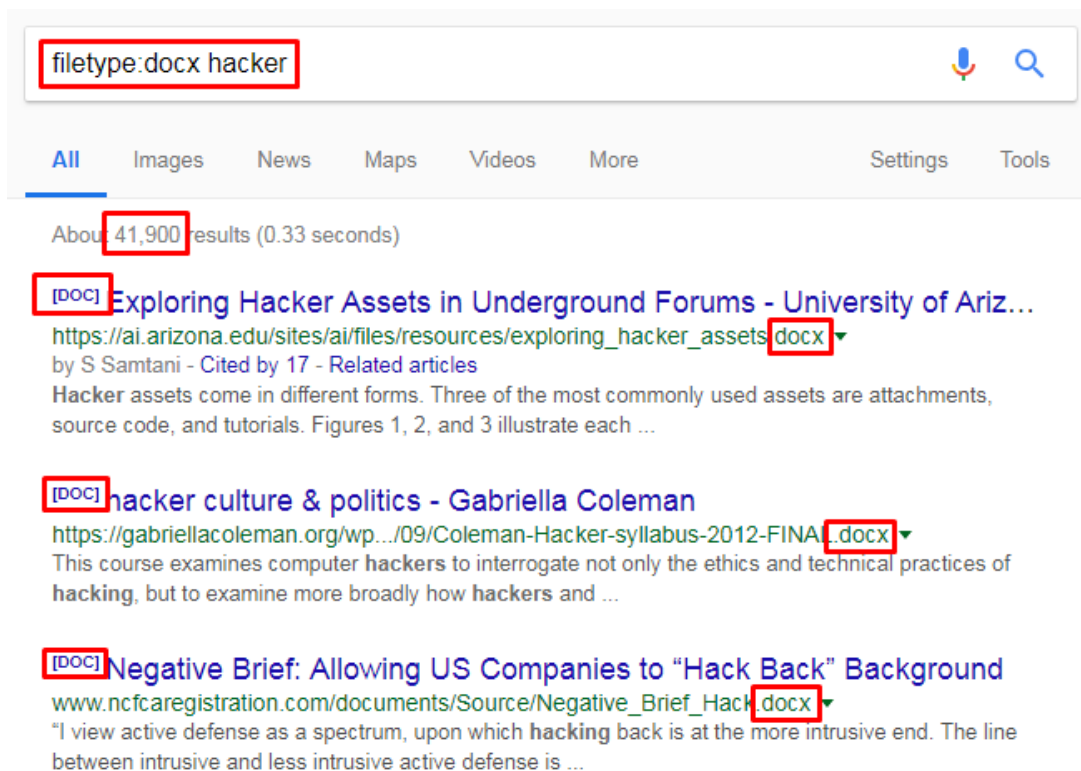 filetype:docx hacker
All Images News Maps Videos More Settings Tools
About 41,900 results (0.33 seconds)
[DOC] Exploring Hacker Assets in Underground Forums - University of Ariz...
https://ai.arizona.edu/sites/ai/files/resources/exploring_hacker_assets.docx
by S Samtani - Cited by 17 - Related articles
Hacker assets come in different forms. Three of the most commonly used assets are attachments,
source code, and tutorials. Figures 1, 2, and 3 illustrate each ...
[DOC] hacker culture & politics - Gabriella Coleman
https://gabriellacoleman.org/wp.../09/Coleman-Hacker-syllabus-2012-FINAL.docx
This course examines computer hackers to interrogate not only the ethics and technical practices of
hacking, but to examine more broadly how hackers and ...
[DOC] Negative Brief: Allowing US Companies to “Hack Back” Background
www.ncfcaregistration.com/documents/Source/Negative_Brief_Hack.docx
“I view active defense as a spectrum, upon which hacking back is at the more intrusive end. The line
between intrusive and less intrusive active defense is ...